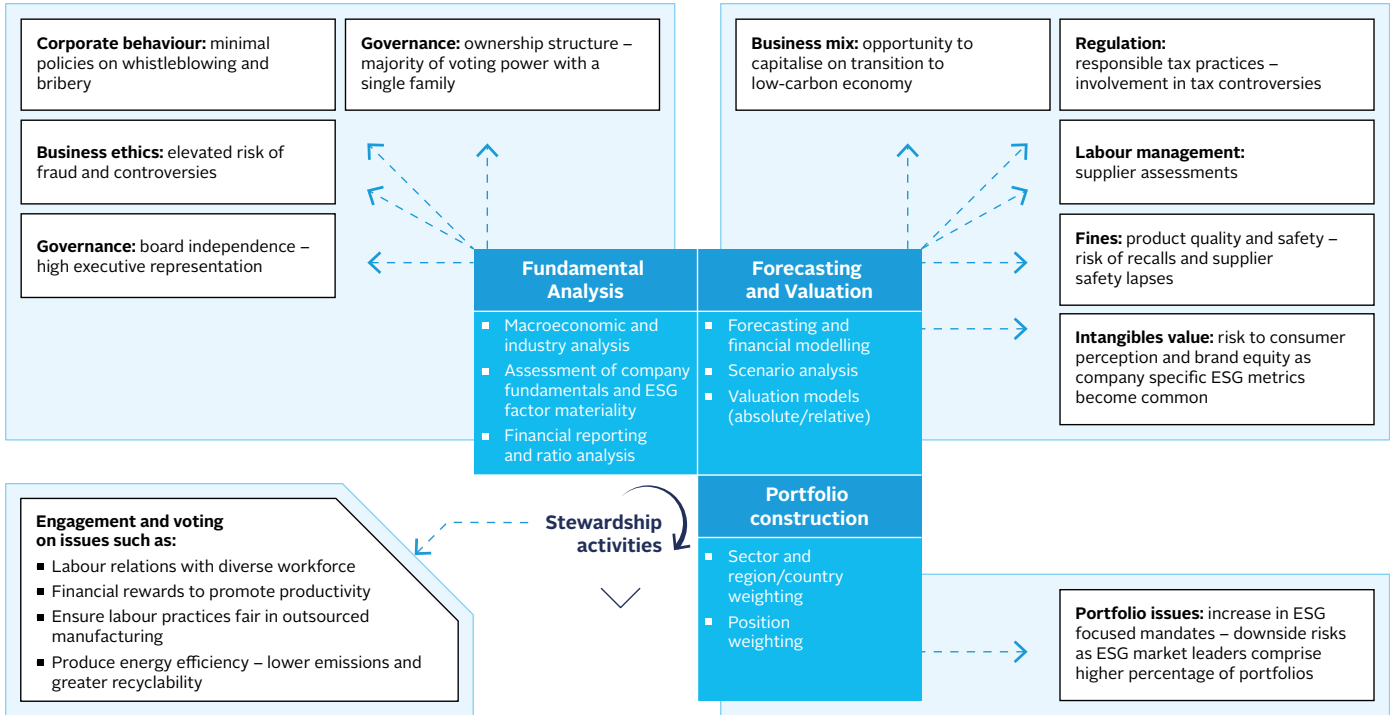 Corporate behaviour: minimal
policies on whistleblowing and
bribery
Governance: ownership structure –
majority of voting power with a
single family
Business ethics: elevated risk of
fraud and controversies
Governance: board independence –
high executive representation
Business mix: opportunity to
capitalise on transition to
low-carbon economy
Regulation:
responsible tax practices –
involvement in tax controversies
Labour management:
supplier assessments
Fines: product quality and safety –
risk of recalls and supplier
safety lapses
Intangibles value: risk to consumer
perception and brand equity as
company specific ESG metrics
become common
Fundamental
Analysis
▪ Macroeconomic and
industry analysis
▪ Assessment of company
fundamentals and ESG
factor materiality
▪ Financial reporting
and ratio analysis
Forecasting
and Valuation
▪ Forecasting and
financial modelling
▪ Scenario analysis
▪ Valuation models
(absolute/relative)
Engagement and voting
on issues such as:
▪ Labour relations with diverse workforce
▪ Financial rewards to promote productivity
▪ Ensure labour practices fair in outsourced
manufacturing
▪ Produce energy efficiency – lower emissions and
greater recyclability
Stewardship
activities
Portfolio
construction
▪ Sector and
region/country
weighting
▪ Position
weighting
Portfolio issues: increase in ESG
focused mandates – downside risks
as ESG market leaders comprise
higher percentage of portfolios